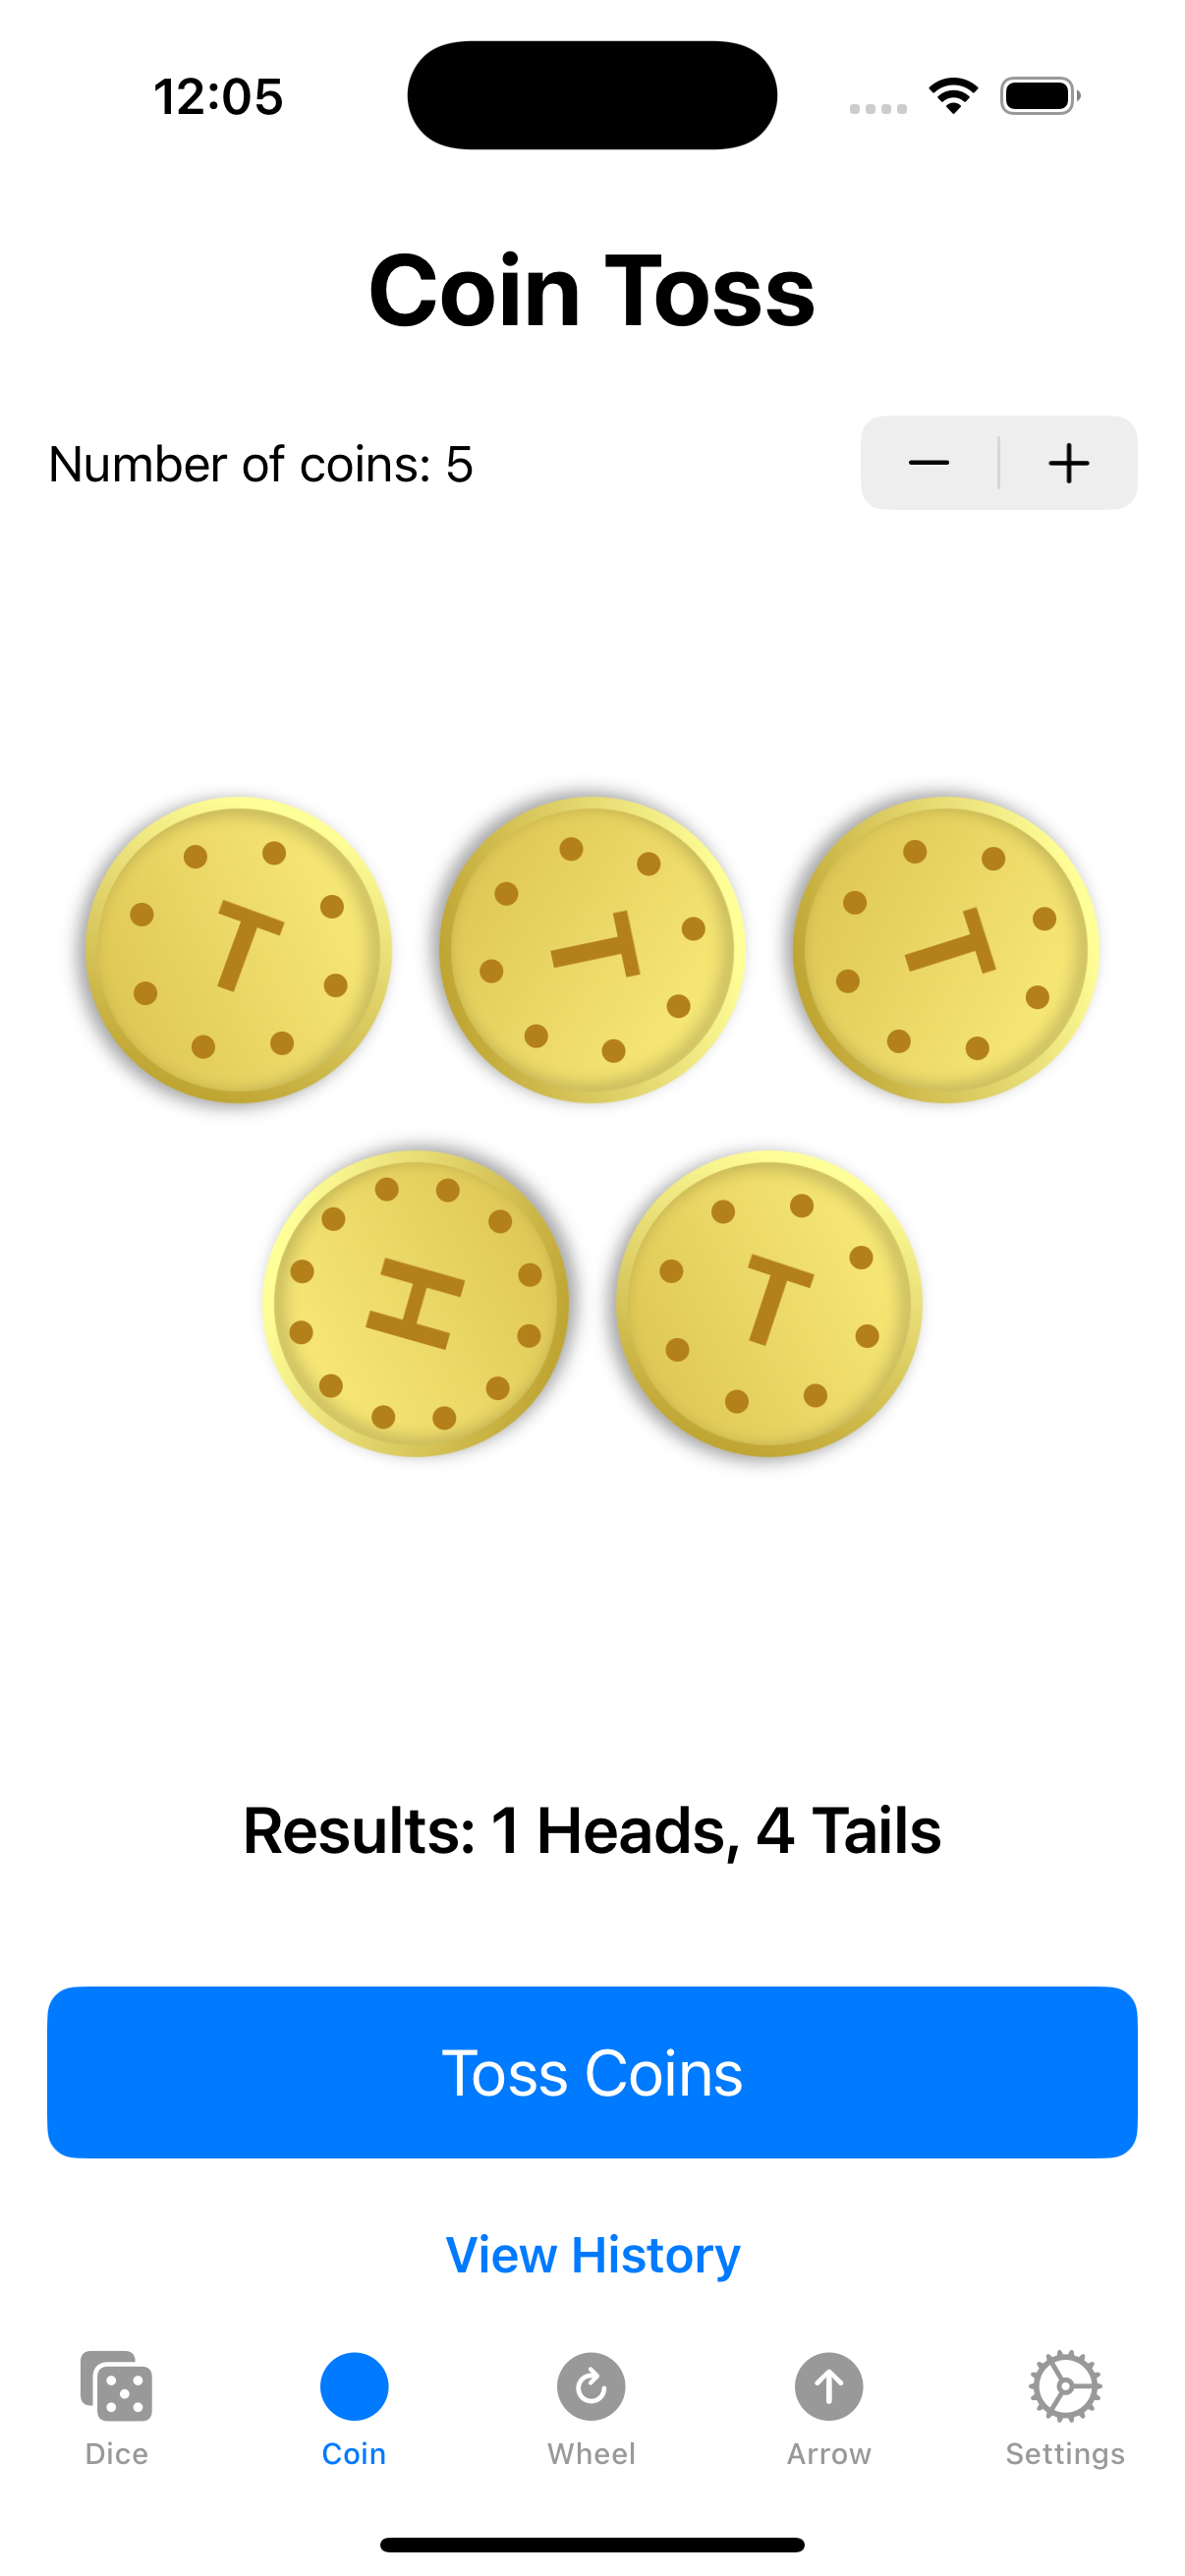 12:05
Coin Toss
Number of coins: 5
T T T
H T
Results: 1 Heads, 4 Tails
Toss Coins
View History
Dice Coin Wheel Arrow Settings